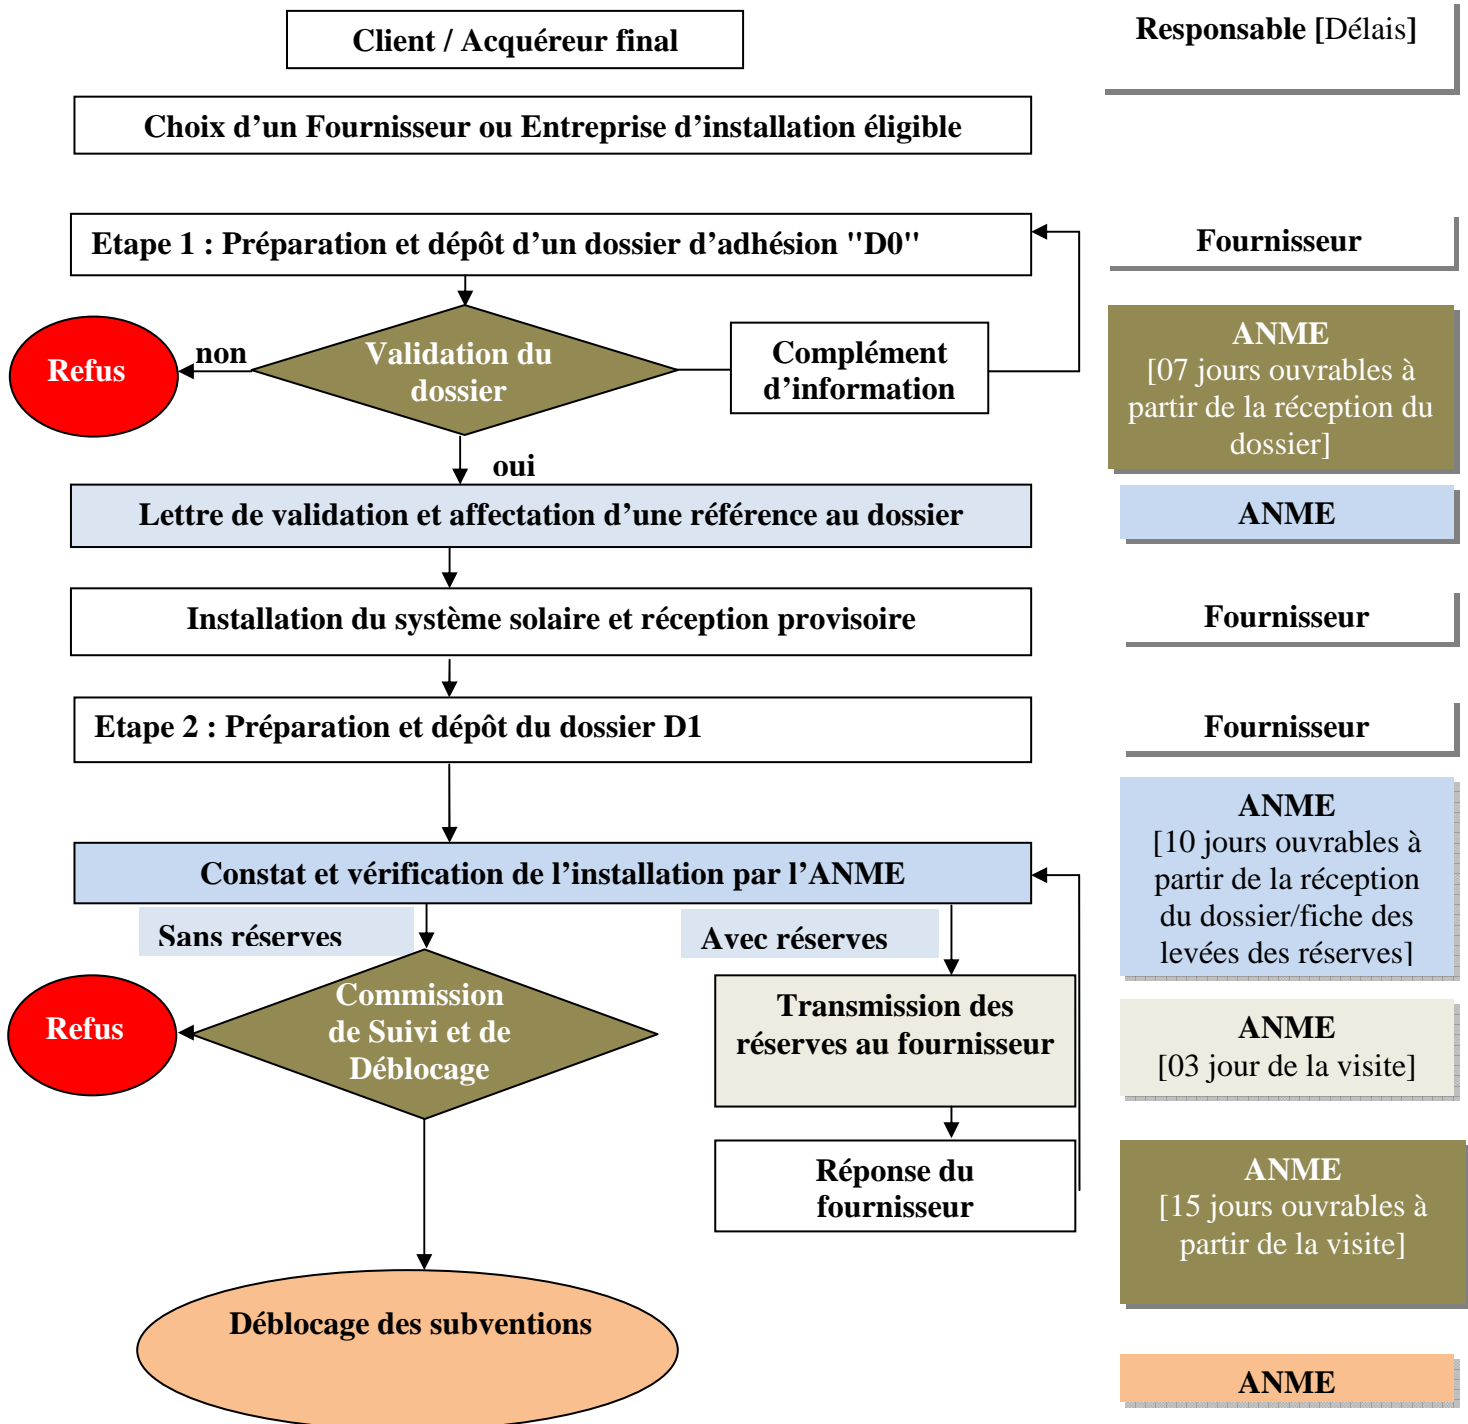 Client / Acquéreur final
Responsable [Délais]
Choix d'un Fournisseur ou Entreprise d'installation éligible
Etape 1 : Préparation et dépôt d'un dossier d'adhésion "D0"
Fournisseur
Refus
non
Validation du
dossier
Complément
d'information
ANME
[07 jours ouvrables à
partir de la réception du
dossier]
oui
Lettre de validation et affectation d'une référence au dossier
ANME
Installation du système solaire et réception provisoire
Fournisseur
Etape 2 : Préparation et dépôt du dossier D1
Fournisseur
Constat et vérification de l'installation par l'ANME
ANME
[10 jours ouvrables à
partir de la réception
du dossier/fiche des
levées des réserves]
Sans réserves
Avec réserves
Refus
Commission
de Suivi et de
Déblocage
Transmission des
réserves au fournisseur
ANME
[03 jour de la visite]
Réponse du
fournisseur
ANME
[15 jours ouvrables à
partir de la visite]
Déblocage des subventions
ANME